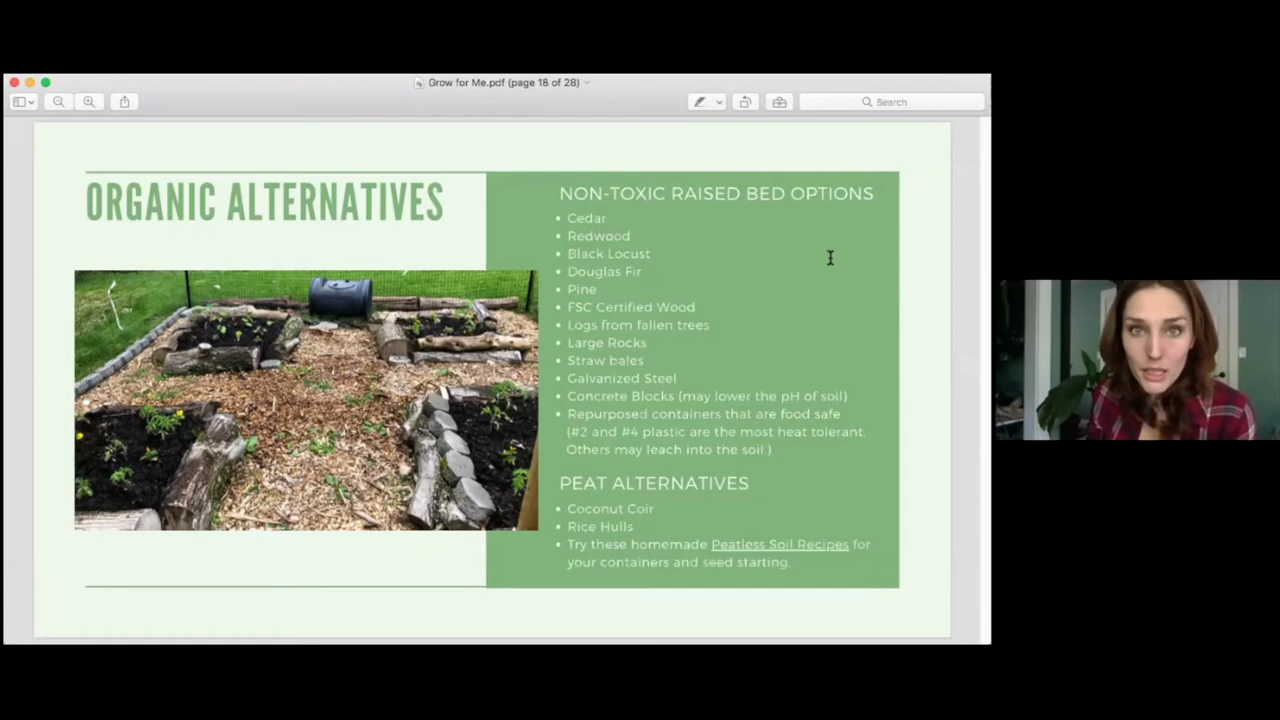 Grow for Me.pdf (page 18 of 28)
Search
ORGANIC ALTERNATIVES
NON-TOXIC RAISED BED OPTIONS
• Cedar
• Redwood
• Black Locust
• Douglas Fir
• Pine
• FSC Certified Wood
• Logs from fallen trees
• Large Rocks
• Straw bales
• Galvanized Steel
• Concrete Blocks (may lower the pH of soil)
• Repurposed containers that are food safe
(#2 and #4 plastic are the most heat tolerant.
Others may leach into the soil.)
PEAT ALTERNATIVES
• Coconut Coir
• Rice Hulls
• Try these homemade Peatless Soil Recipes for
your containers and seed starting.